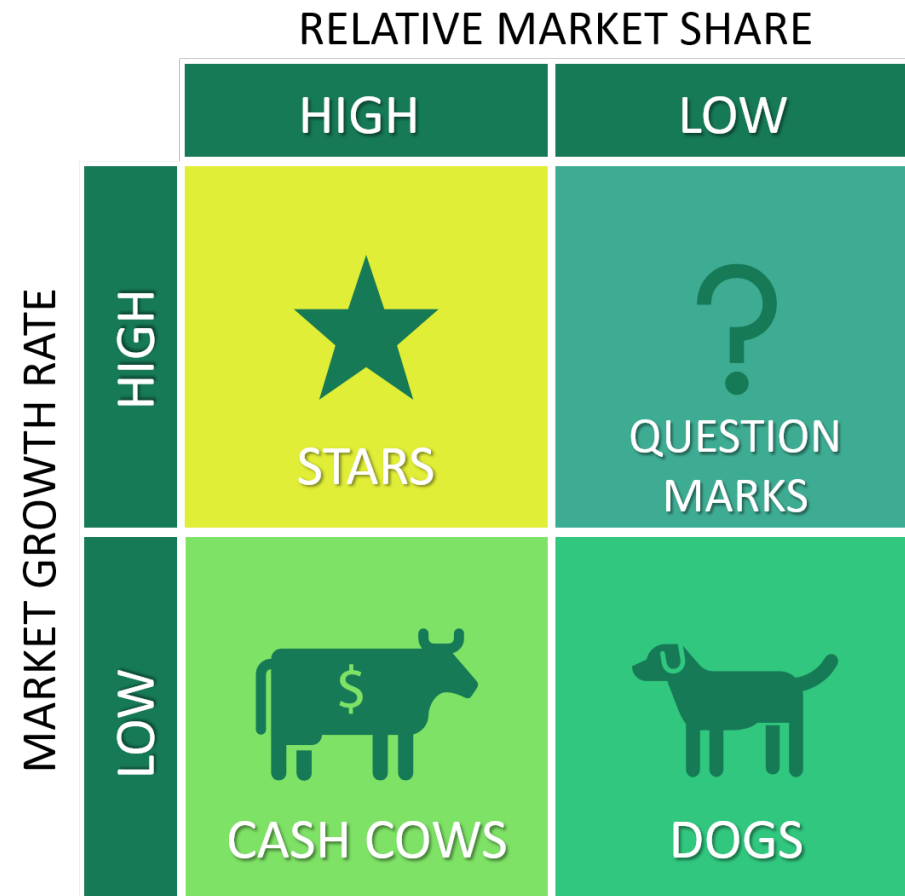 RELATIVE MARKET SHARE
HIGH
LOW
MARKET GROWTH RATE
HIGH
STARS
?
QUESTION
MARKS
LOW
$
CASH COWS
DOGS